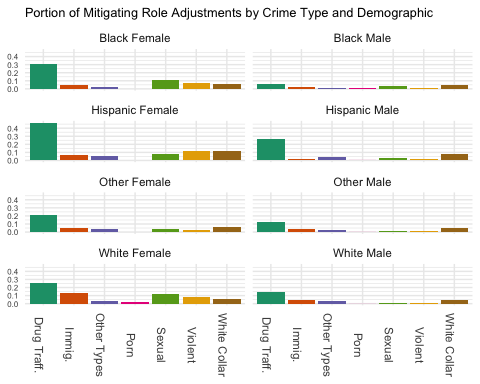 Portion of Mitigating Role Adjustments by Crime Type and Demographic
Black Female
Black Male
0.4
0.3
0.2
0.1
0.0
Hispanic Female
Hispanic Male
0.4
0.3
0.2
0.1
0.0
Other Female
Other Male
0.4
0.3
0.2
0.1
0.0
White Female
White Male
0.4
0.3
0.2
0.1
0.0
Drug Traff.
Immig.
Other Types
Porn
Sexual
Violent
White Collar
Drug Traff.
Immig.
Other Types
Porn
Sexual
Violent
White Collar